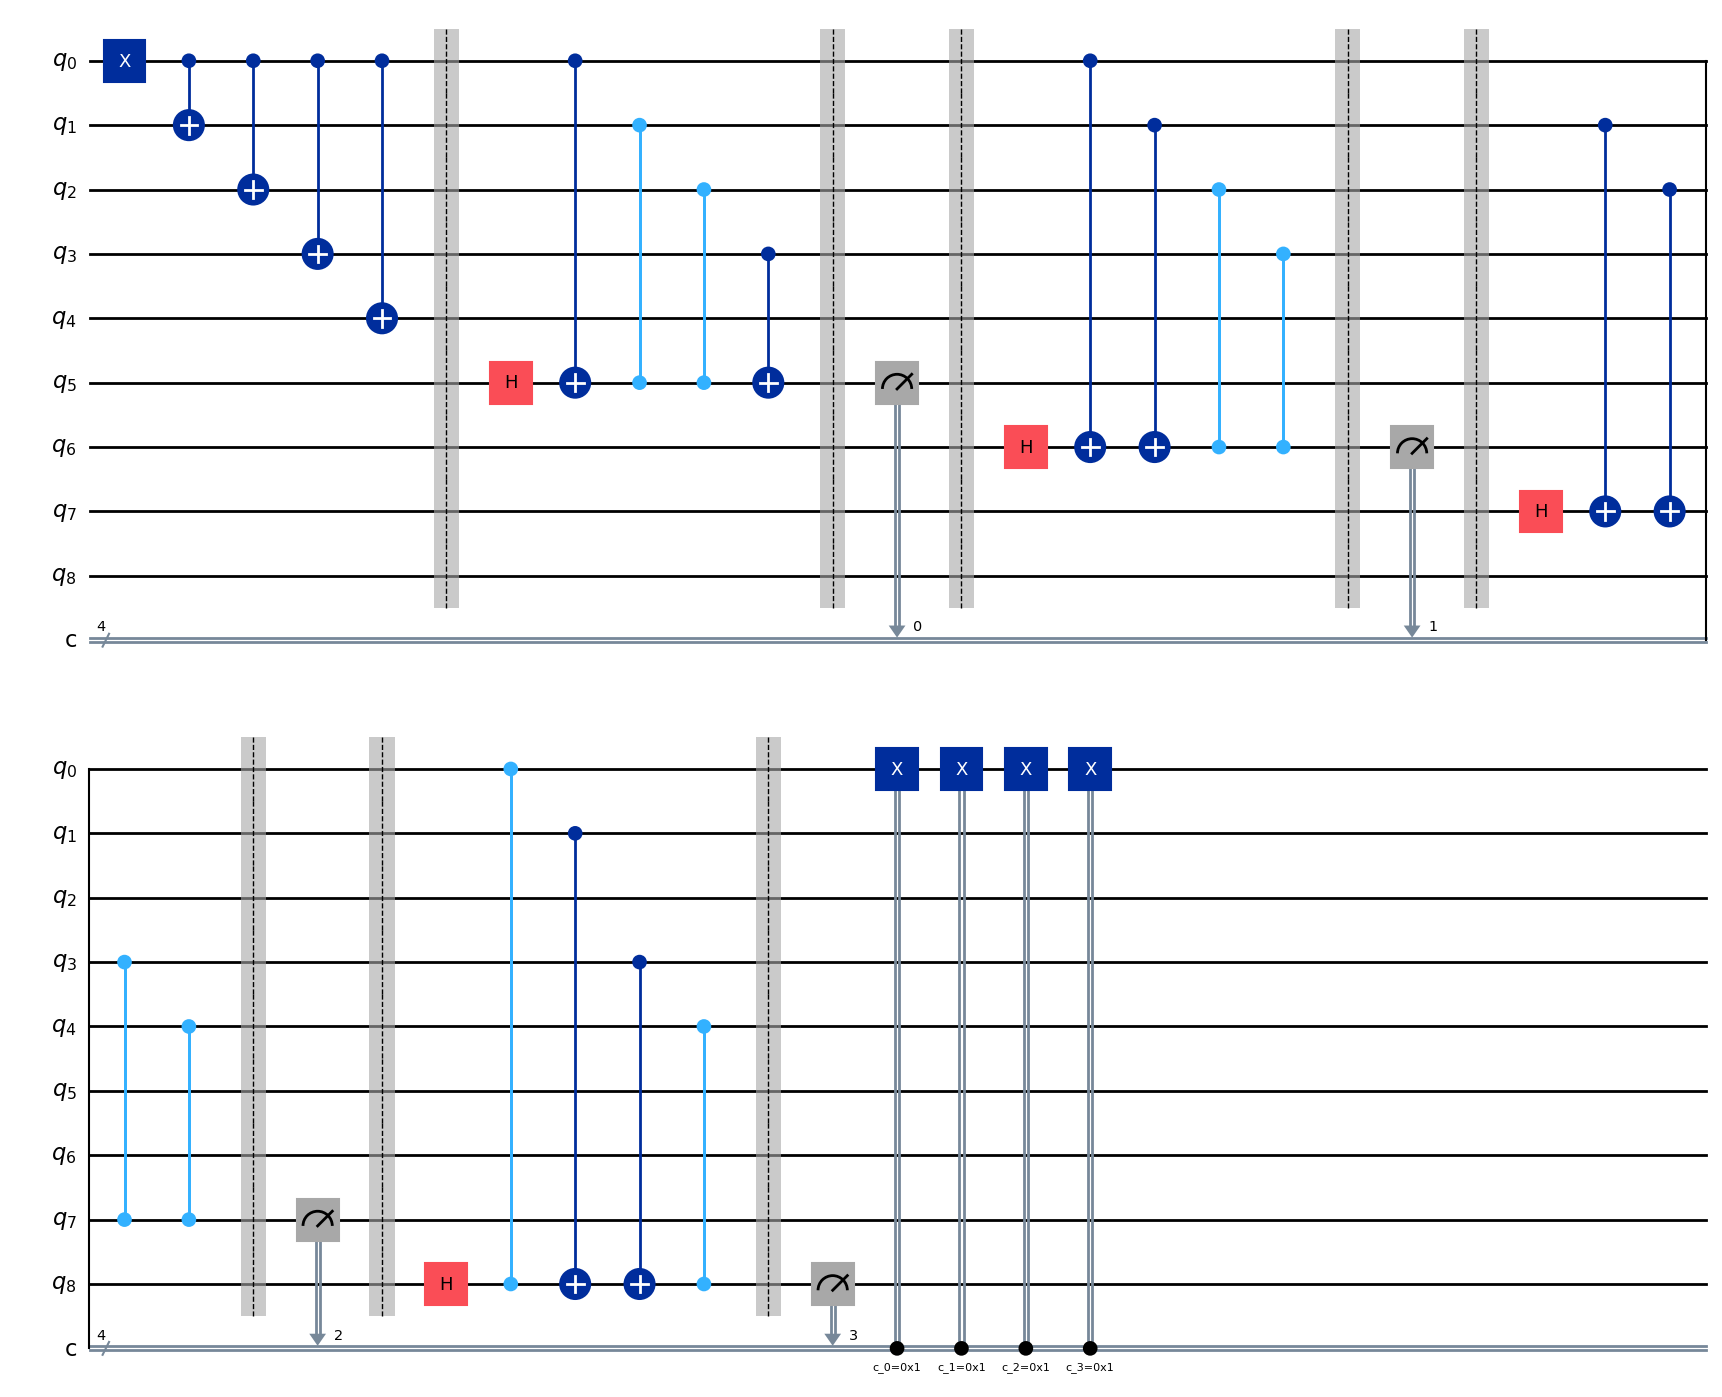 q0 X
q1
q2
q3
q4
q5 H
q6 H
q7 H
q8
c 4 0 1
q0 X X X X
q1
q2
q3
q4
q5
q6
q7
q8 H
c 4 2 3
c_0=0x1 c_1=0x1 c_2=0x1 c_3=0x1